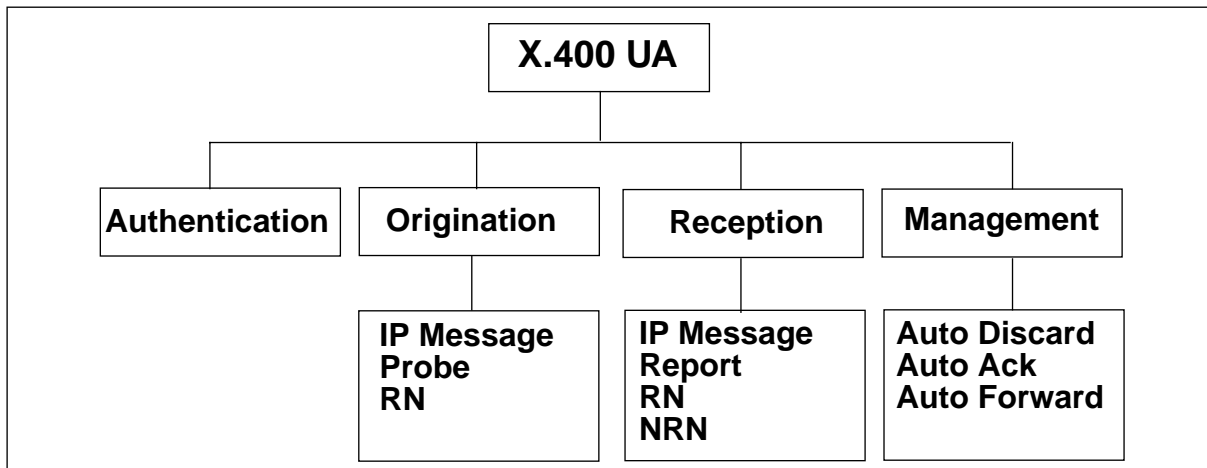 X.400 UA
Authentication
Origination
Reception
Management
IP Message
Probe
RN
IP Message
Report
RN
NRN
Auto Discard
Auto Ack
Auto Forward